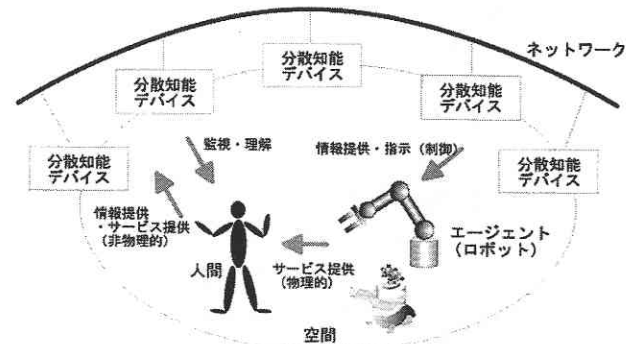 ネットワーク
分散知能
デバイス
分散知能
デバイス
分散知能
デバイス
分散知能
デバイス
分散知能
デバイス
監視・理解
情報提供・指示（制御）
情報提供
・サービス提供
（非物理的）
人間
サービス提供
（物理的）
エージェント
（ロボット）
空間